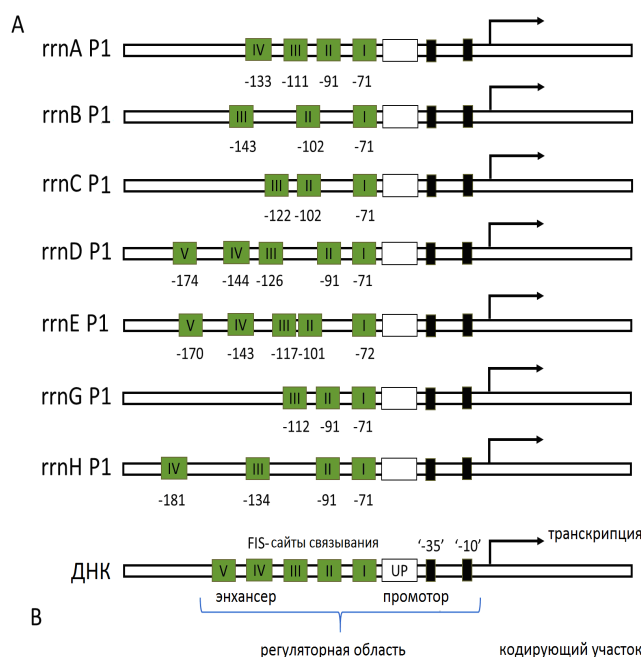 A
rrnA P1
IV III II I
-133 -111 -91 -71
rrnB P1
III II I
-143 -102 -71
rrnC P1
III II I
-122 -102 -71
rrnD P1
V IV III II I
-174 -144 -126 -91 -71
rrnE P1
V IV III II I
-170 -143 -117 -101 -72
rrnG P1
III II I
-112 -91 -71
rrnH P1
IV III II I
-181 -134 -91 -71
FIS-сайты связывания '-35' '-10' транскрипция
ДНК V IV III II I UP
энхансер промотор
B
регуляторная область кодирующий участок